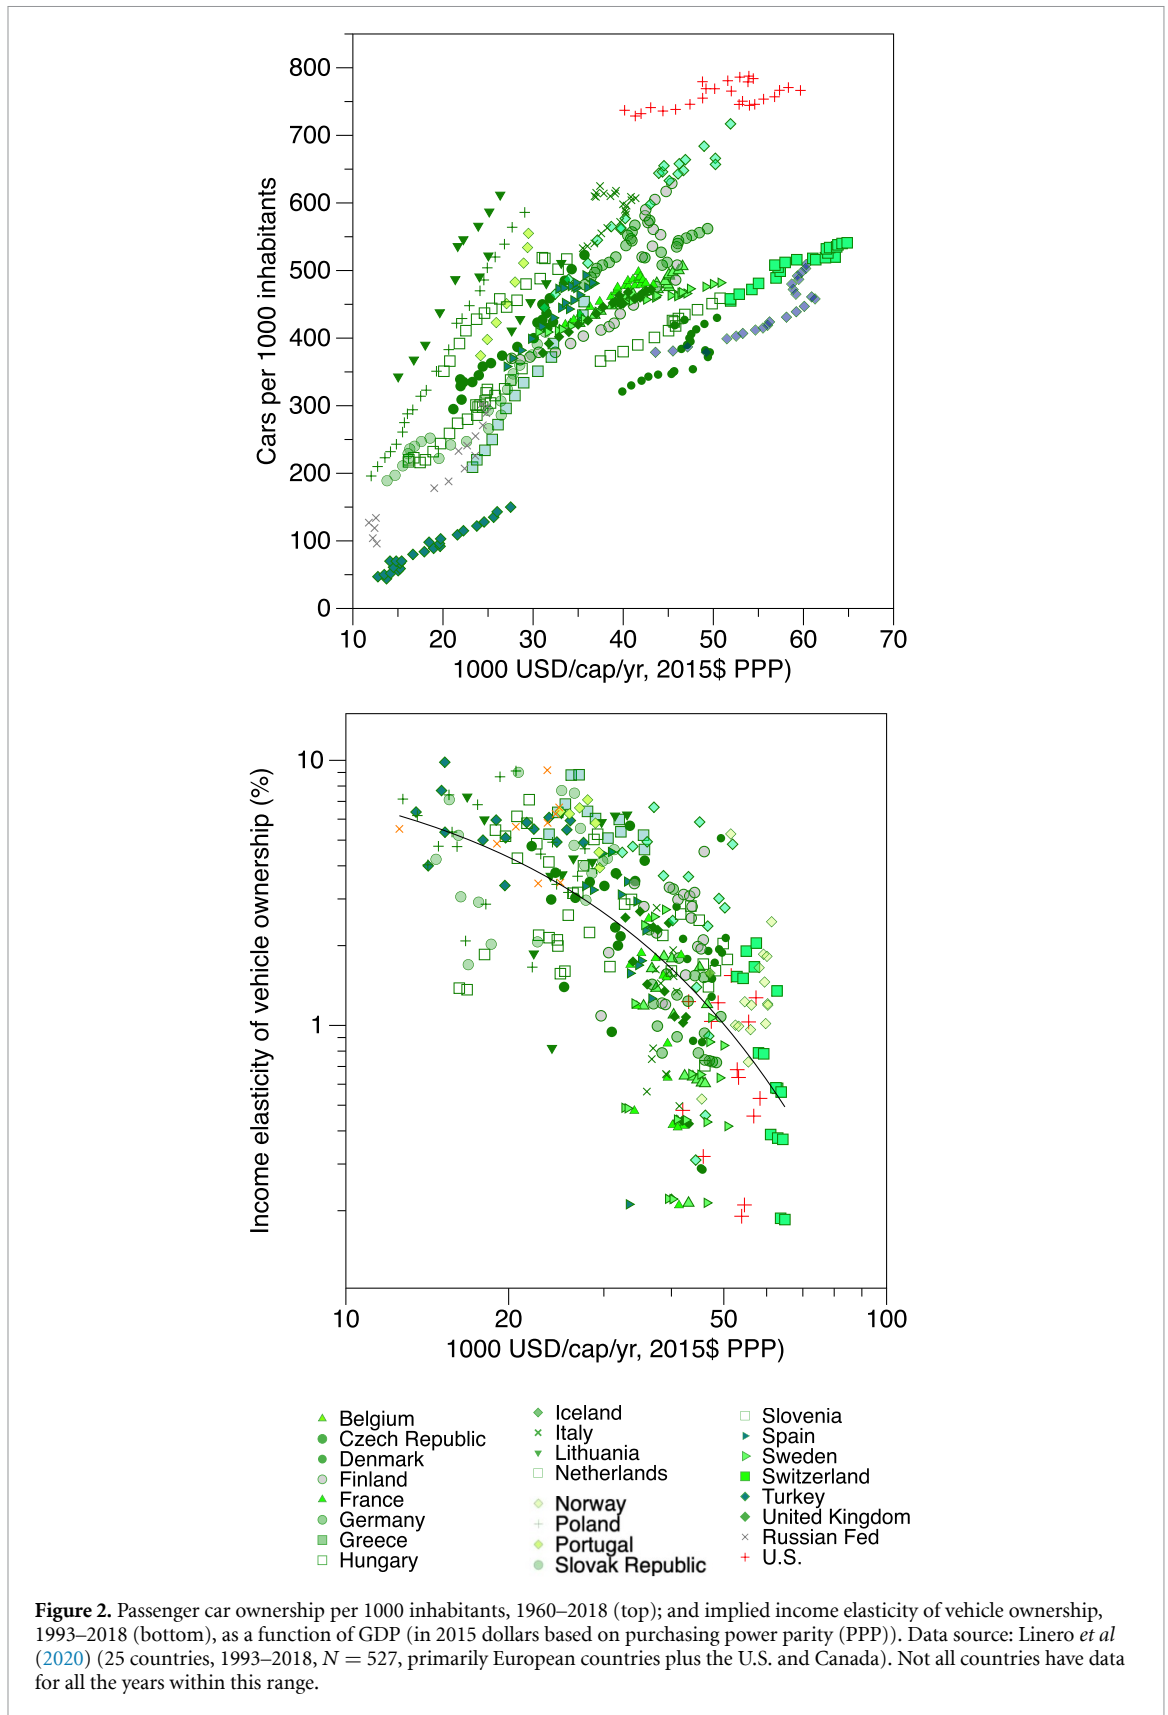 800
700
600
500
400
300
200
100
0
Cars per 1000 inhabitants
10 20 30 40 50 60 70
1000 USD/cap/yr, 2015$ PPP)
10
1
Income elasticity of vehicle ownership (%)
10 20 50 100
1000 USD/cap/yr, 2015$ PPP)
Belgium
Czech Republic
Denmark
Finland
France
Germany
Greece
Hungary
Iceland
Italy
Lithuania
Netherlands
Norway
Poland
Portugal
Slovak Republic
Slovenia
Spain
Sweden
Switzerland
Turkey
United Kingdom
Russian Fed
U.S.
Figure 2. Passenger car ownership per 1000 inhabitants, 1960–2018 (top); and implied income elasticity of vehicle ownership,
1993–2018 (bottom), as a function of GDP (in 2015 dollars based on purchasing power parity (PPP)). Data source: Linero et al
(2020) (25 countries, 1993–2018, N = 527, primarily European countries plus the U.S. and Canada). Not all countries have data
for all the years within this range.